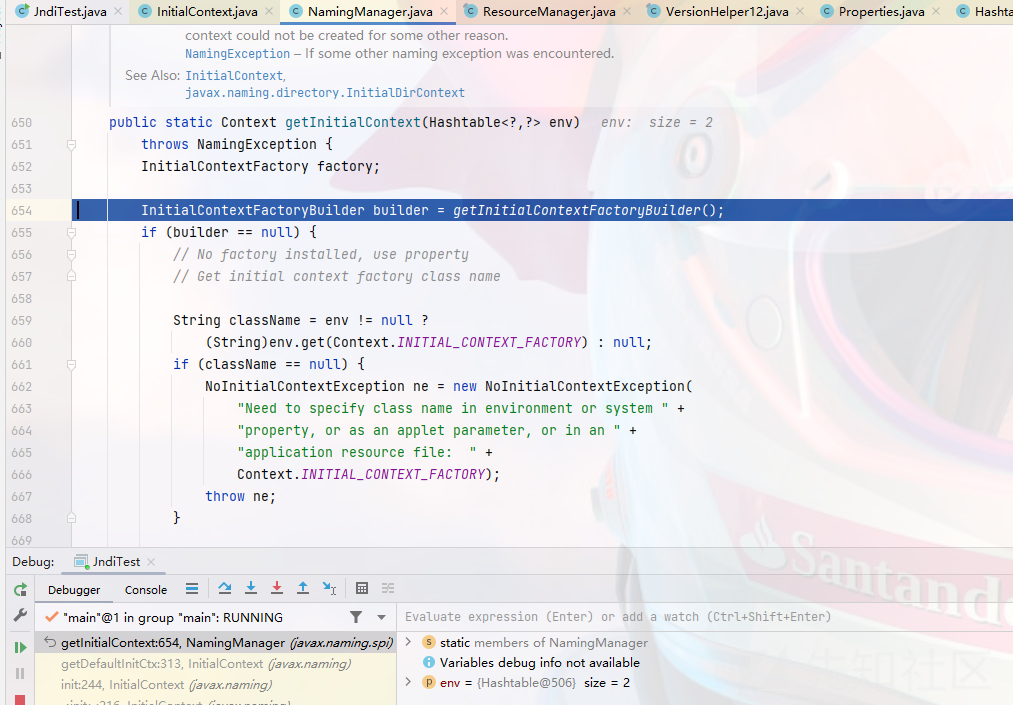 JndiTest.java × InitialContext.java × NamingManager.java × ResourceManager.java × VersionHelper12.java × Properties.java × Hashta
context could not be created for some other reason.
NamingException – If some other naming exception was encountered.
See Also: InitialContext,
javax.naming.directory.InitialDirContext
650 public static Context getInitialContext(Hashtable<?,?> env) env: size = 2
651 throws NamingException {
652 InitialContextFactory factory;
653
654 InitialContextFactoryBuilder builder = getInitialContextFactoryBuilder();
655 if (builder == null) {
656 // No factory installed, use property
657 // Get initial context factory class name
658
659 String className = env != null ?
660 (String)env.get(Context.INITIAL_CONTEXT_FACTORY) : null;
661 if (className == null) {
662 NoInitialContextException ne = new NoInitialContextException(
663 "Need to specify class name in environment or system " +
664 "property, or as an applet parameter, or in an " +
665 "application resource file:  " +
666 Context.INITIAL_CONTEXT_FACTORY);
667 throw ne;
668 }
669
Santander
Debug: JndiTest ×
Debugger Console
"main"@1 in group "main": RUNNING
Evaluate expression (Enter) or add a watch (Ctrl+Shift+Enter)
getInitialContext:654, NamingManager (javax.naming.spi)
getDefaultInitCtx:313, InitialContext (javax.naming)
init:244, InitialContext (javax.naming)
<init>:216, InitialContext (javax.naming)
static members of NamingManager
Variables debug info not available
env = {Hashtable@506} size = 2